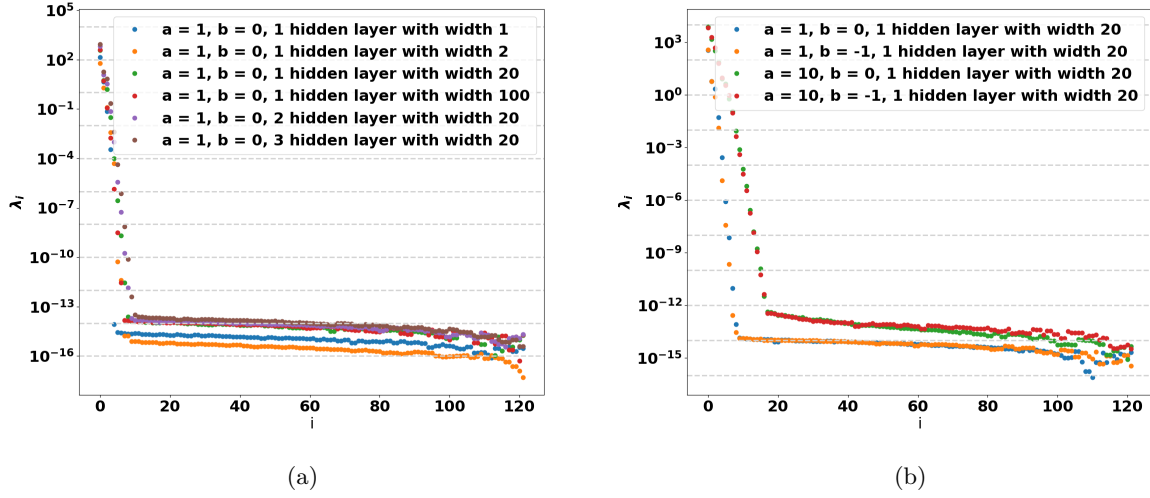 10^5
10^2
10^-1
10^-4
10^-7
10^-10
10^-13
10^-16
λ_i
0 20 40 60 80 100 120
i
a = 1, b = 0, 1 hidden layer with width 1
a = 1, b = 0, 1 hidden layer with width 2
a = 1, b = 0, 1 hidden layer with width 20
a = 1, b = 0, 1 hidden layer with width 100
a = 1, b = 0, 2 hidden layer with width 20
a = 1, b = 0, 3 hidden layer with width 20
(a)
10^3
10^0
10^-3
10^-6
10^-9
10^-12
10^-15
λ_i
0 20 40 60 80 100 120
i
a = 1, b = 0, 1 hidden layer with width 20
a = 1, b = -1, 1 hidden layer with width 20
a = 10, b = 0, 1 hidden layer with width 20
a = 10, b = -1, 1 hidden layer with width 20
(b)